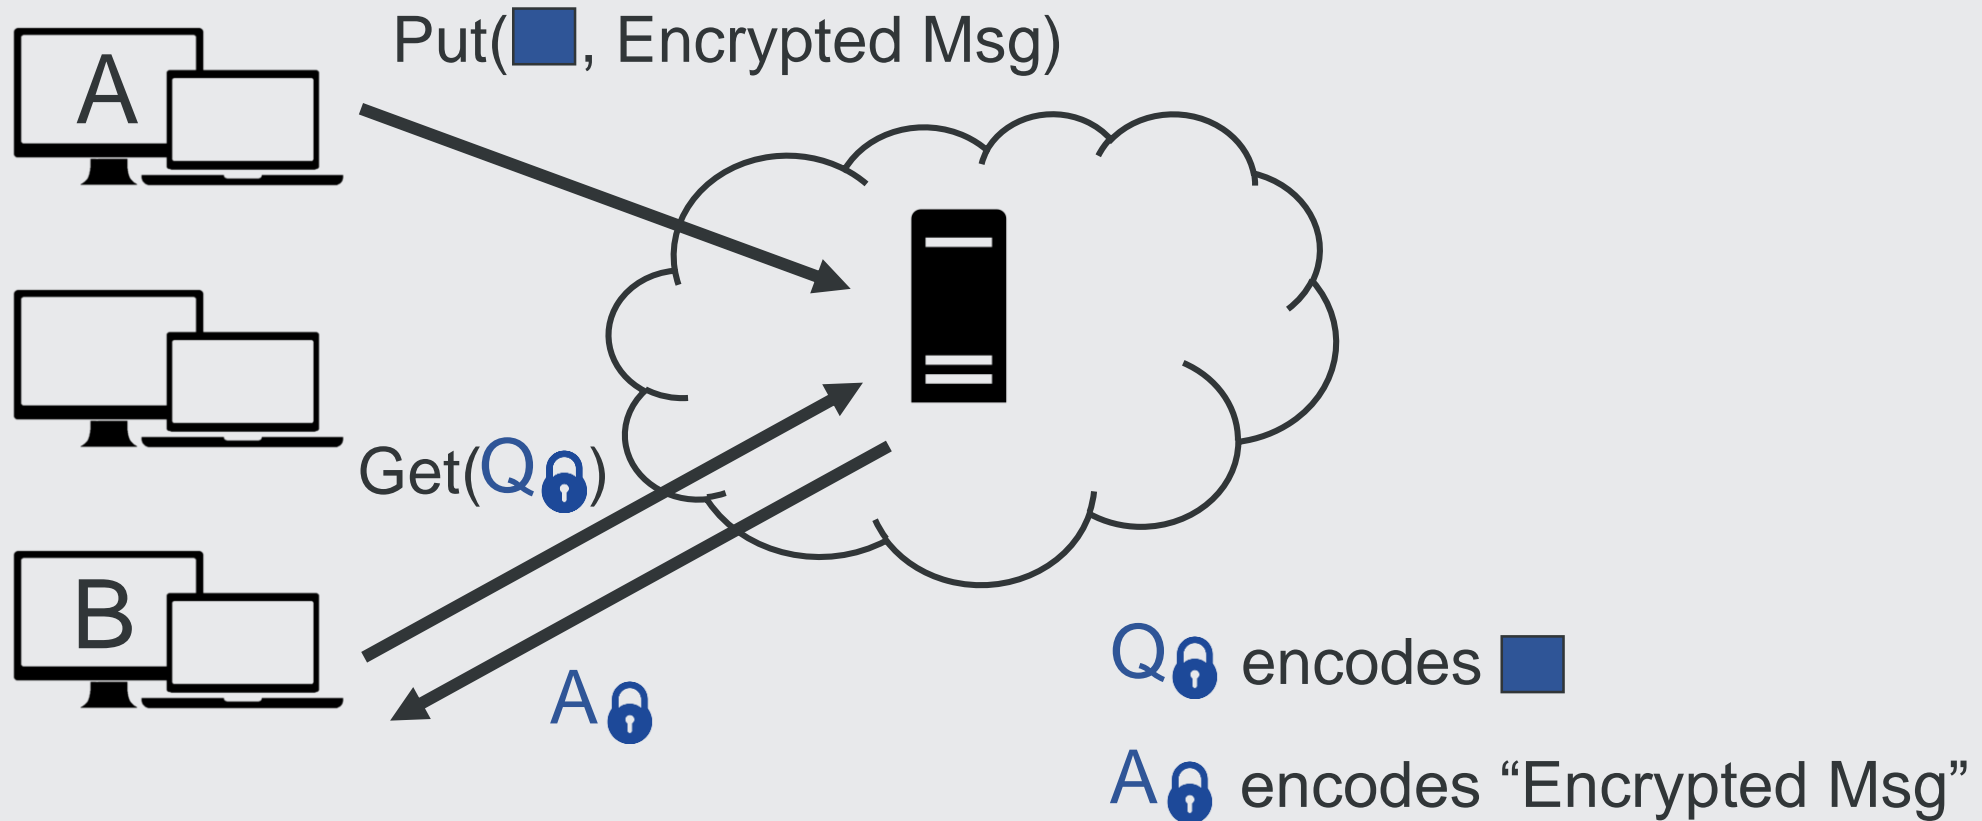 A
Put( , Encrypted Msg)
Get(Q )
B
A
Q encodes
A encodes “Encrypted Msg”